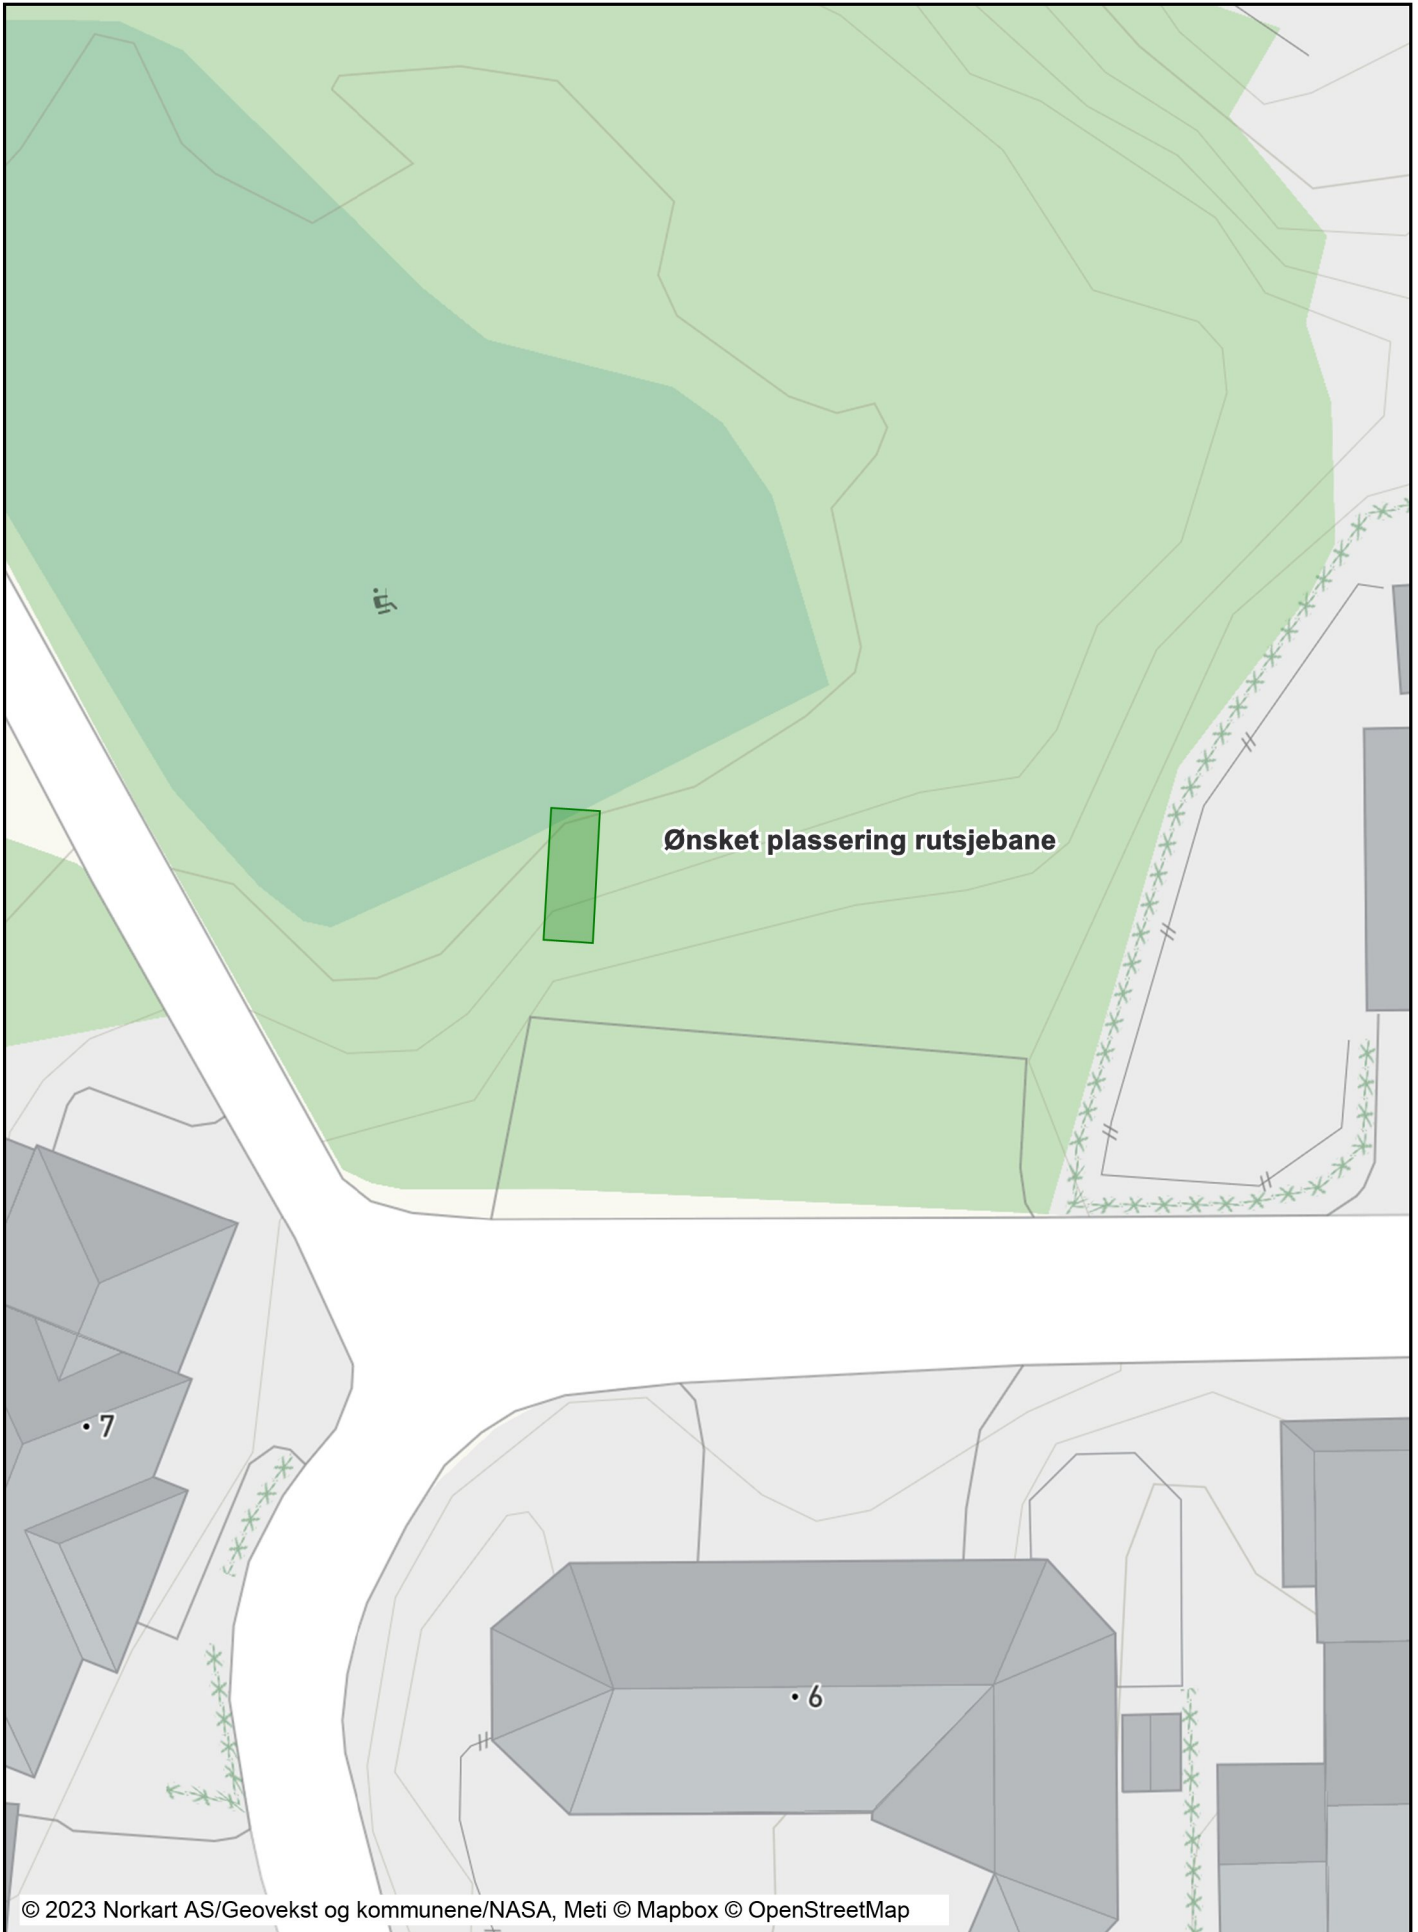 Ønsket plassering rutsjebane
7
6
© 2023 Norkart AS/Geovekst og kommunene/NASA, Meti © Mapbox © OpenStreetMap